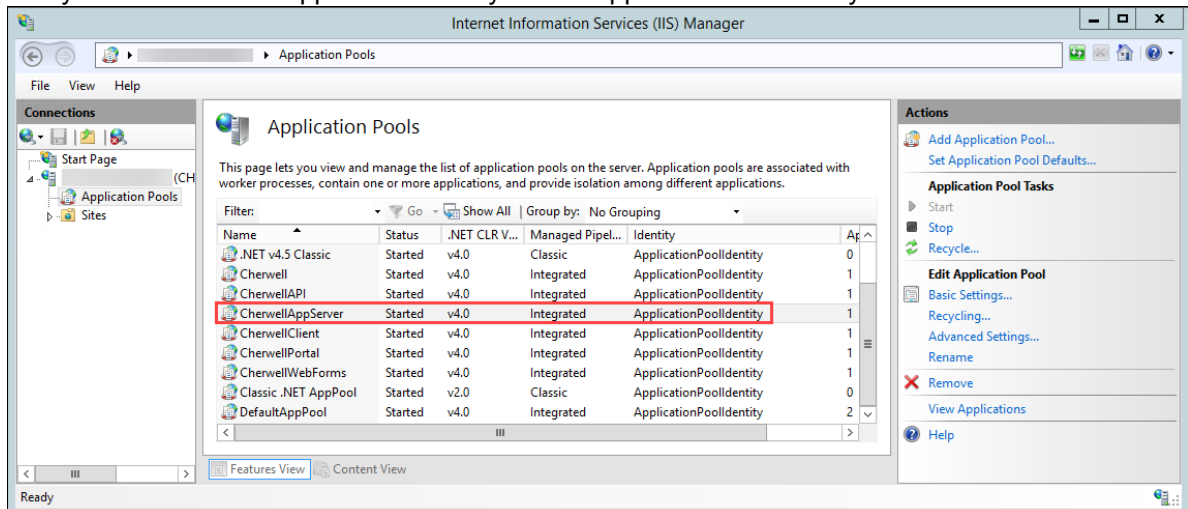 Internet Information Services (IIS) Manager
Application Pools
File View Help
Connections
Start Page
(CH
Application Pools
Sites
Application Pools
This page lets you view and manage the list of application pools on the server. Application pools are associated with
worker processes, contain one or more applications, and provide isolation among different applications.
Filter: Go Show All Group by: No Grouping
Name Status .NET CLR V... Managed Pipel... Identity Ap
.NET v4.5 Classic Started v4.0 Classic ApplicationPoolIdentity 0
Cherwell Started v4.0 Integrated ApplicationPoolIdentity 1
CherwellAPI Started v4.0 Integrated ApplicationPoolIdentity 1
CherwellAppServer Started v4.0 Integrated ApplicationPoolIdentity 1
CherwellClient Started v4.0 Integrated ApplicationPoolIdentity 1
CherwellPortal Started v4.0 Integrated ApplicationPoolIdentity 1
CherwellWebForms Started v4.0 Integrated ApplicationPoolIdentity 1
Classic .NET AppPool Started v2.0 Classic ApplicationPoolIdentity 0
DefaultAppPool Started v4.0 Integrated ApplicationPoolIdentity 2
Features View Content View
Actions
Add Application Pool...
Set Application Pool Defaults...
Application Pool Tasks
Start
Stop
Recycle...
Edit Application Pool
Basic Settings...
Recycling...
Advanced Settings...
Rename
Remove
View Applications
Help
Ready